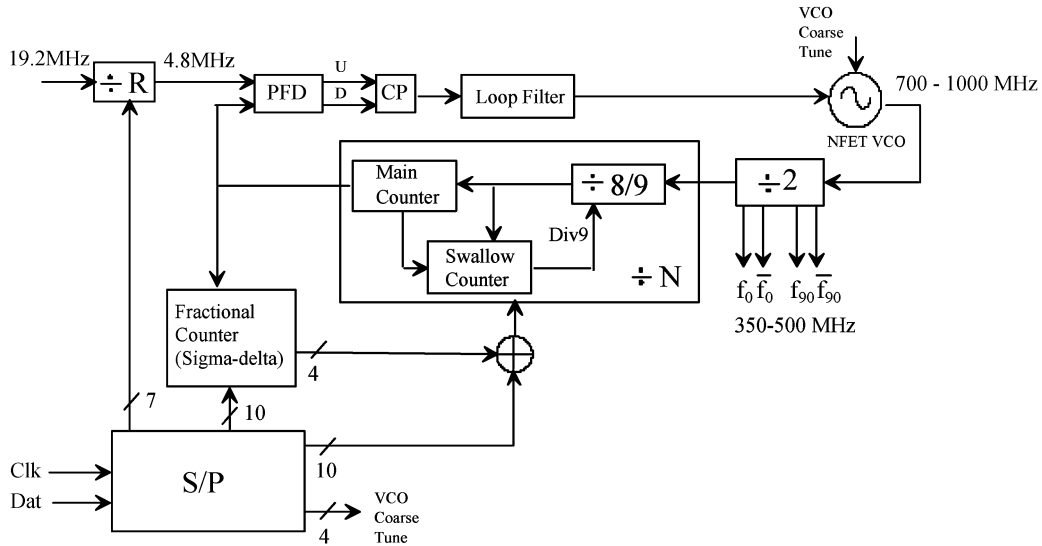 VCO
Coarse
Tune
19.2MHz
÷ R
4.8MHz
PFD
U
D
CP
Loop Filter
700 - 1000 MHz
NFET VCO
Main
Counter
÷ 8/9
÷2
Swallow
Counter
Div9
÷ N
f0 f̅0 f90 f̅90
350-500 MHz
Fractional
Counter
(Sigma-delta)
4
7
10
S/P
Clk
Dat
10
4
VCO
Coarse
Tune